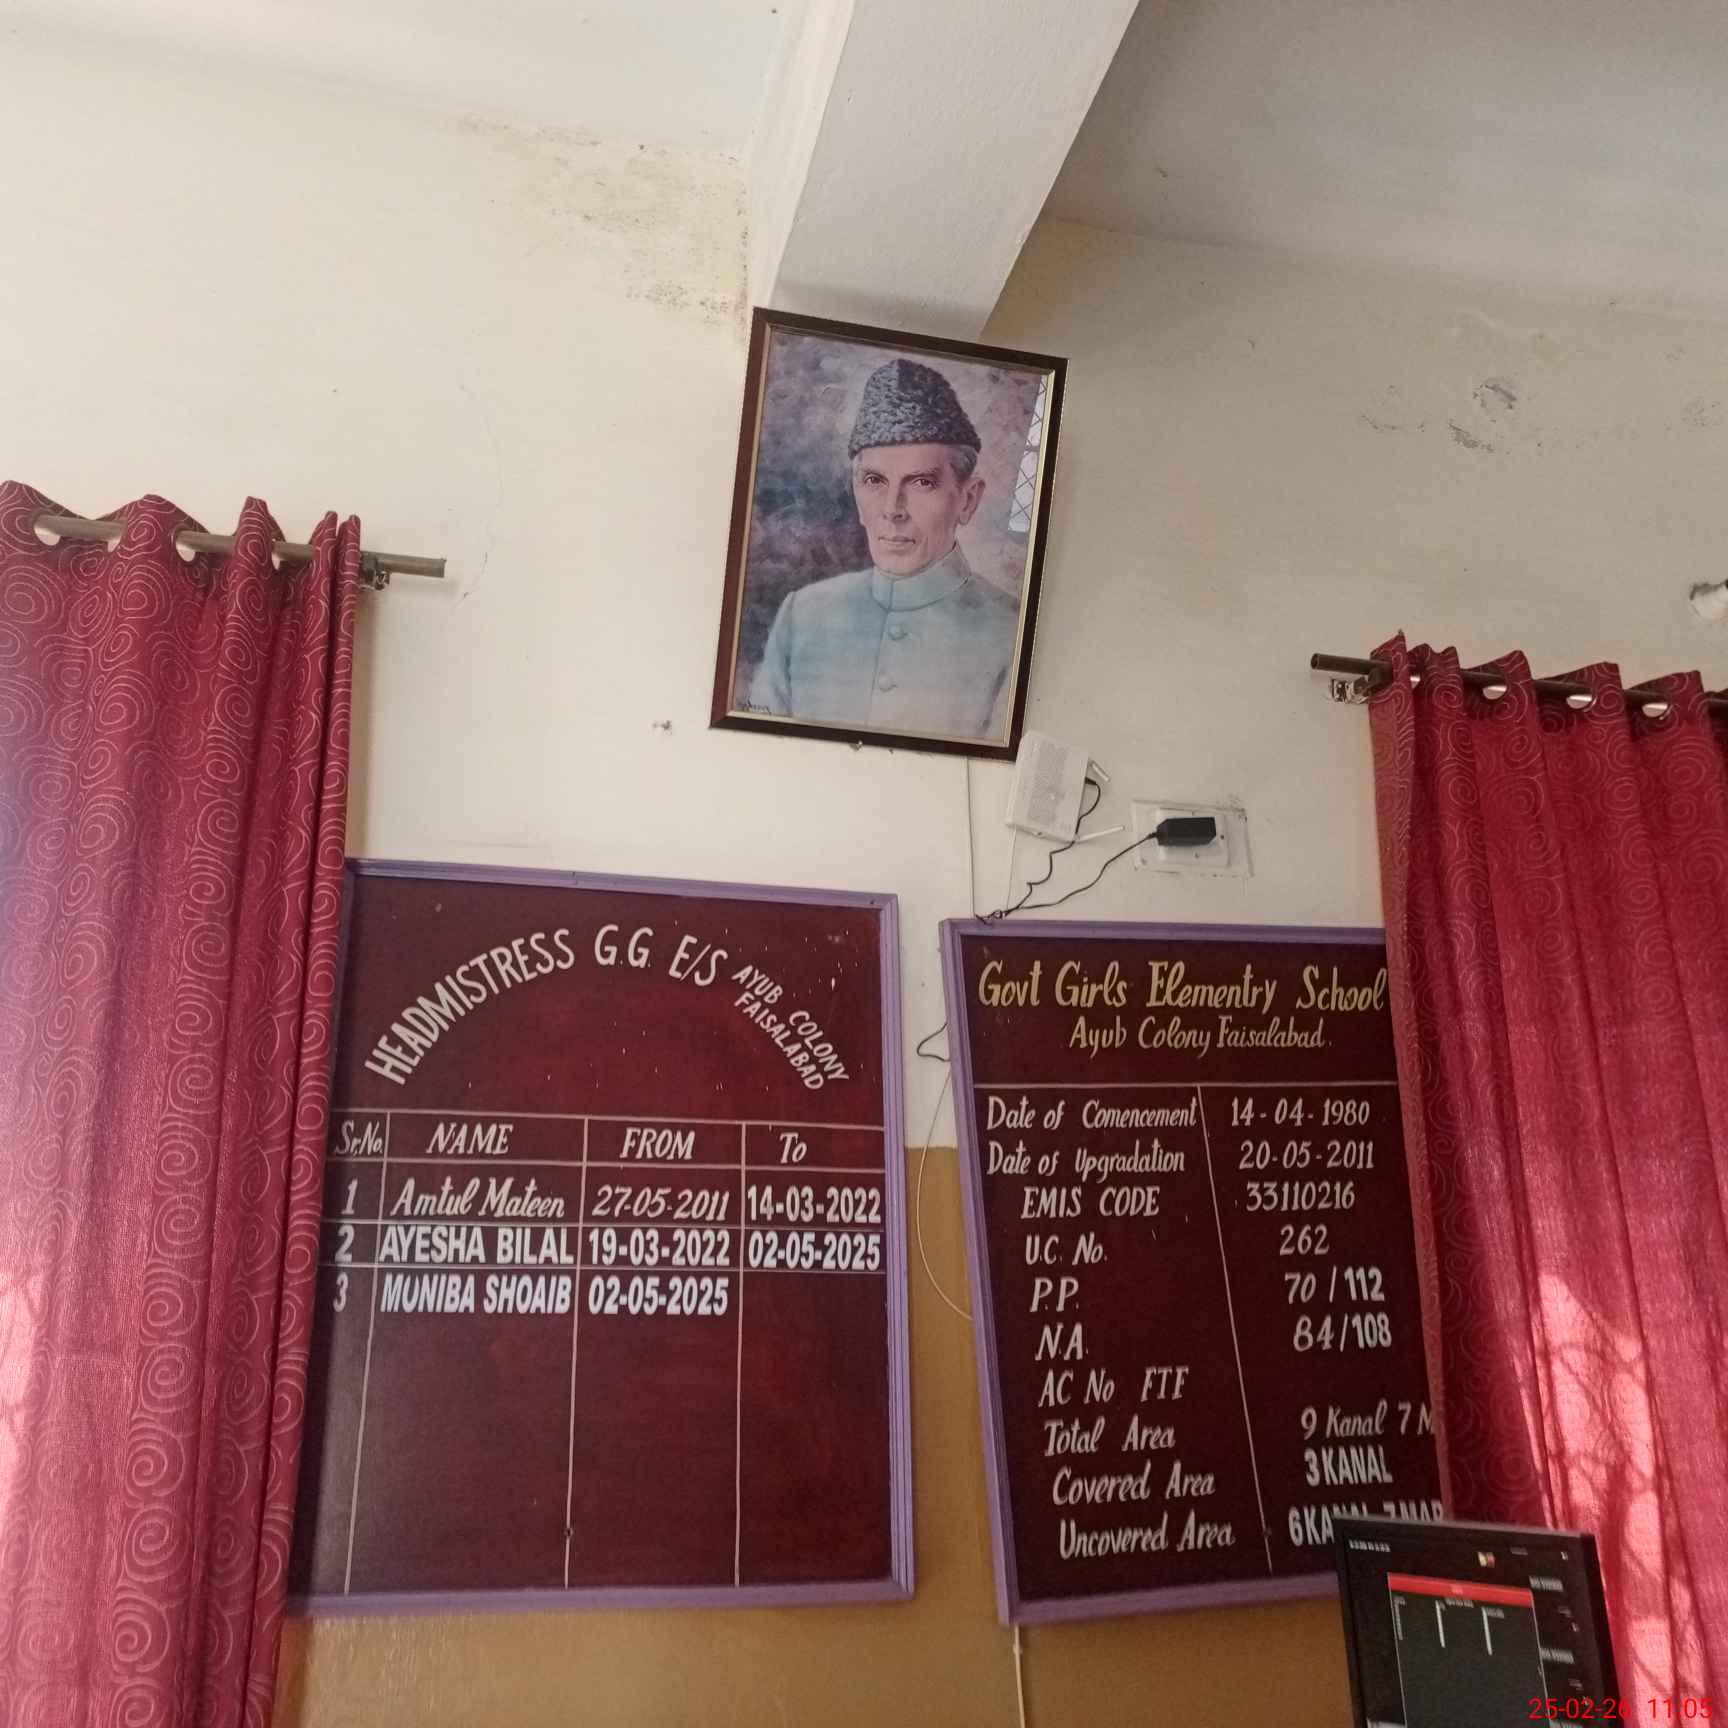 HEADMISTRESS G.G. E/S AYUB COLONY FAISALABAD
Sr.No. NAME FROM To
1 Amtul Mateen 27-05-2011 14-03-2022
2 AYESHA BILAL 19-03-2022 02-05-2025
3 MUNIBA SHOAIB 02-05-2025
Govt Girls Elementry School
Ayub Colony Faisalabad.
Date of Comencement 14-04-1980
Date of Upgradation 20-05-2011
EMIS CODE 33110216
U.C. No. 262
P.P. 70 / 112
N.A. 84/108
AC No FTF
Total Area 9 Kanal 7
Covered Area 3 KANAL
Uncovered Area
25-02-26 11:05